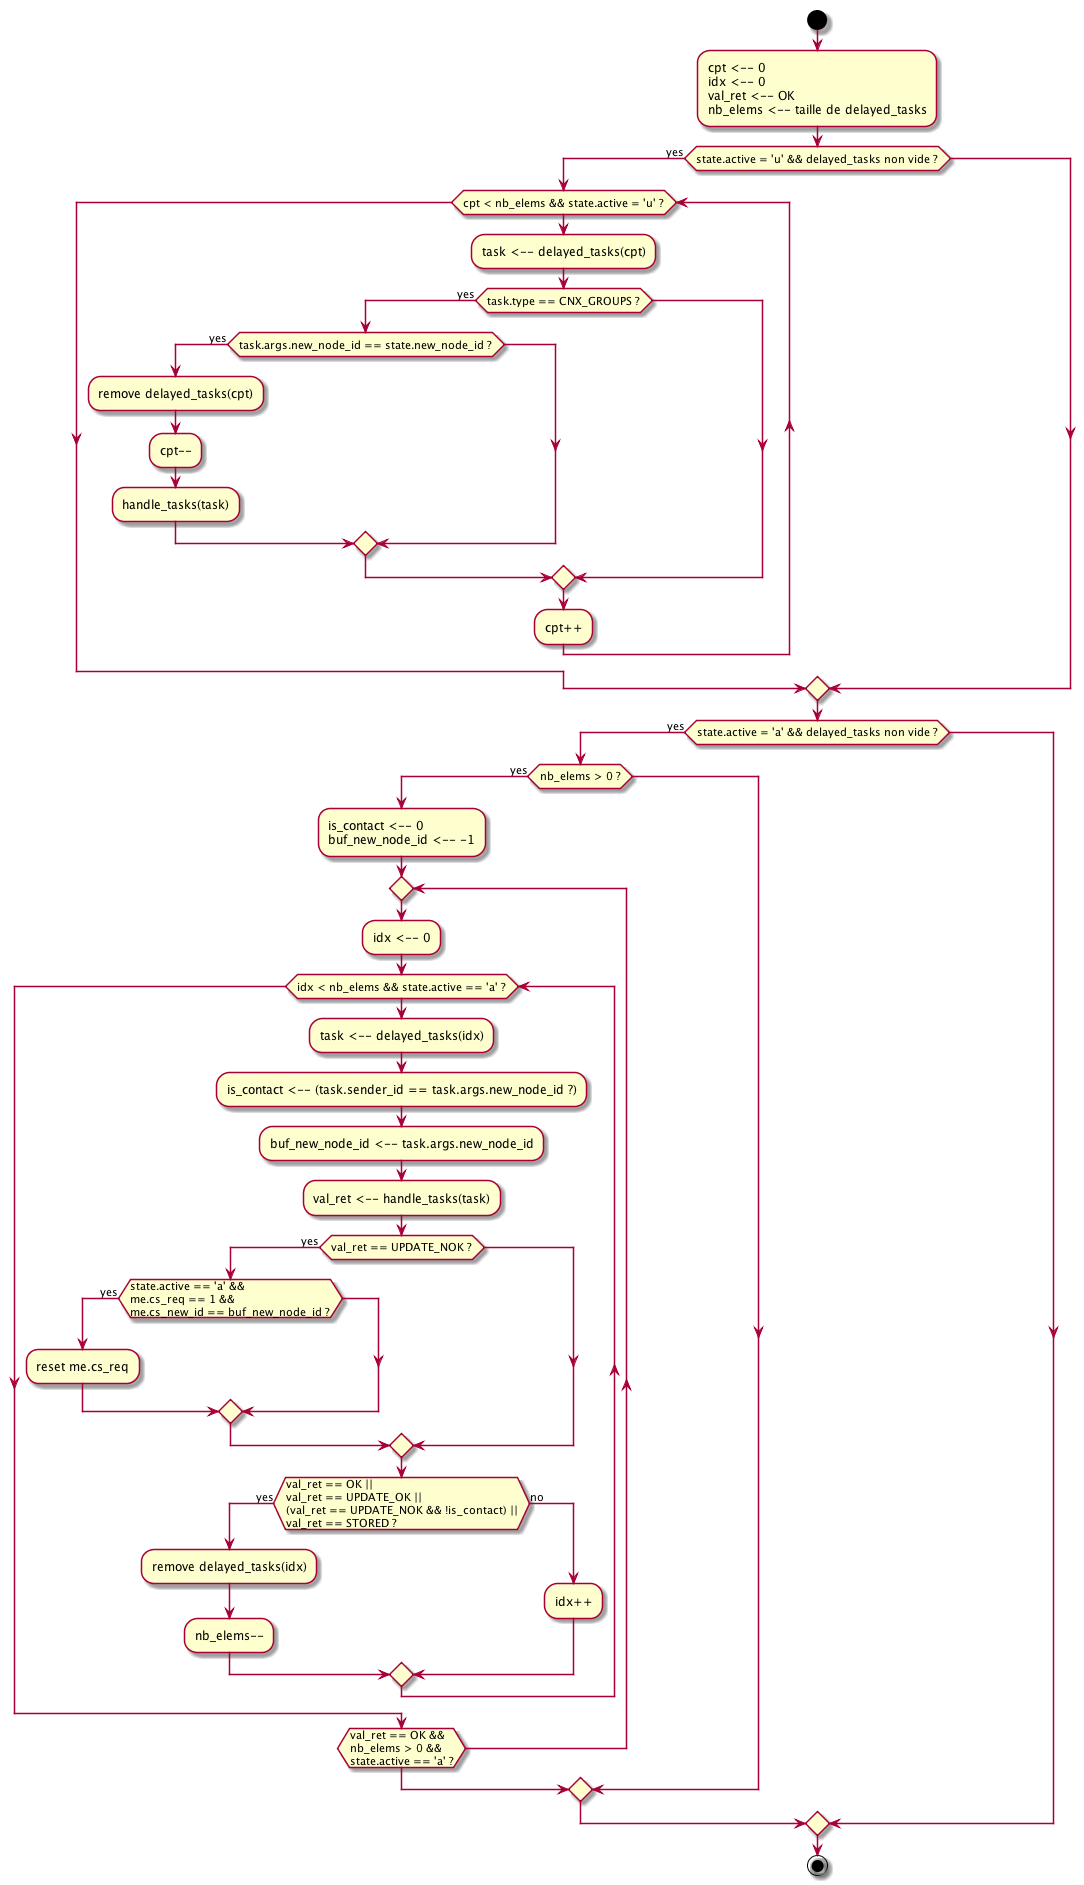 cpt <-- 0
idx <-- 0
val_ret <-- OK
nb_elems <-- taille de delayed_tasks
yes
state.active = 'u' && delayed_tasks non vide ?
cpt < nb_elems && state.active = 'u' ?
task <-- delayed_tasks(cpt)
yes
task.type == CNX_GROUPS ?
yes
task.args.new_node_id == state.new_node_id ?
remove delayed_tasks(cpt)
cpt--
handle_tasks(task)
cpt++
yes
state.active = 'a' && delayed_tasks non vide ?
yes
nb_elems > 0 ?
is_contact <-- 0
buf_new_node_id <-- -1
idx <-- 0
idx < nb_elems && state.active == 'a' ?
task <-- delayed_tasks(idx)
is_contact <-- (task.sender_id == task.args.new_node_id ?)
buf_new_node_id <-- task.args.new_node_id
val_ret <-- handle_tasks(task)
yes
val_ret == UPDATE_NOK ?
yes
state.active == 'a' &&
me.cs_req == 1 &&
me.cs_new_id == buf_new_node_id ?
reset me.cs_req
yes
val_ret == OK ||
val_ret == UPDATE_OK ||
(val_ret == UPDATE_NOK && !is_contact) ||
val_ret == STORED ?
no
remove delayed_tasks(idx)
nb_elems--
idx++
val_ret == OK &&
nb_elems > 0 &&
state.active == 'a' ?